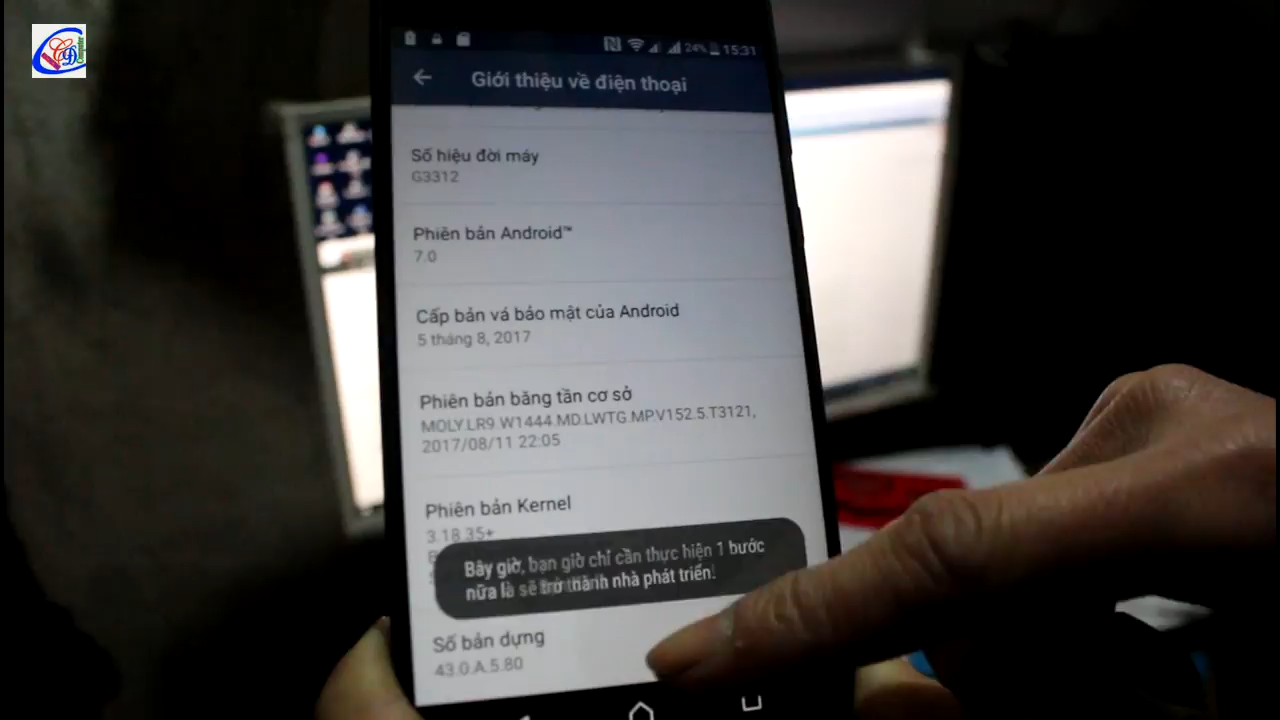 24% 15:31
Giới thiệu về điện thoại
Số hiệu đời máy
G3312
Phiên bản Android™
7.0
Cấp bản vá bảo mật của Android
5 tháng 8, 2017
Phiên bản băng tần cơ sở
MOLY.LR9.W1444.MD.LWTG.MP.V152.5.T3121,
2017/08/11 22:05
Phiên bản Kernel
3.18.35+
Bây giờ, bạn giờ chỉ cần thực hiện 1 bước
nữa là sẽ trở thành nhà phát triển.
Số bản dựng
43.0.A.5.80